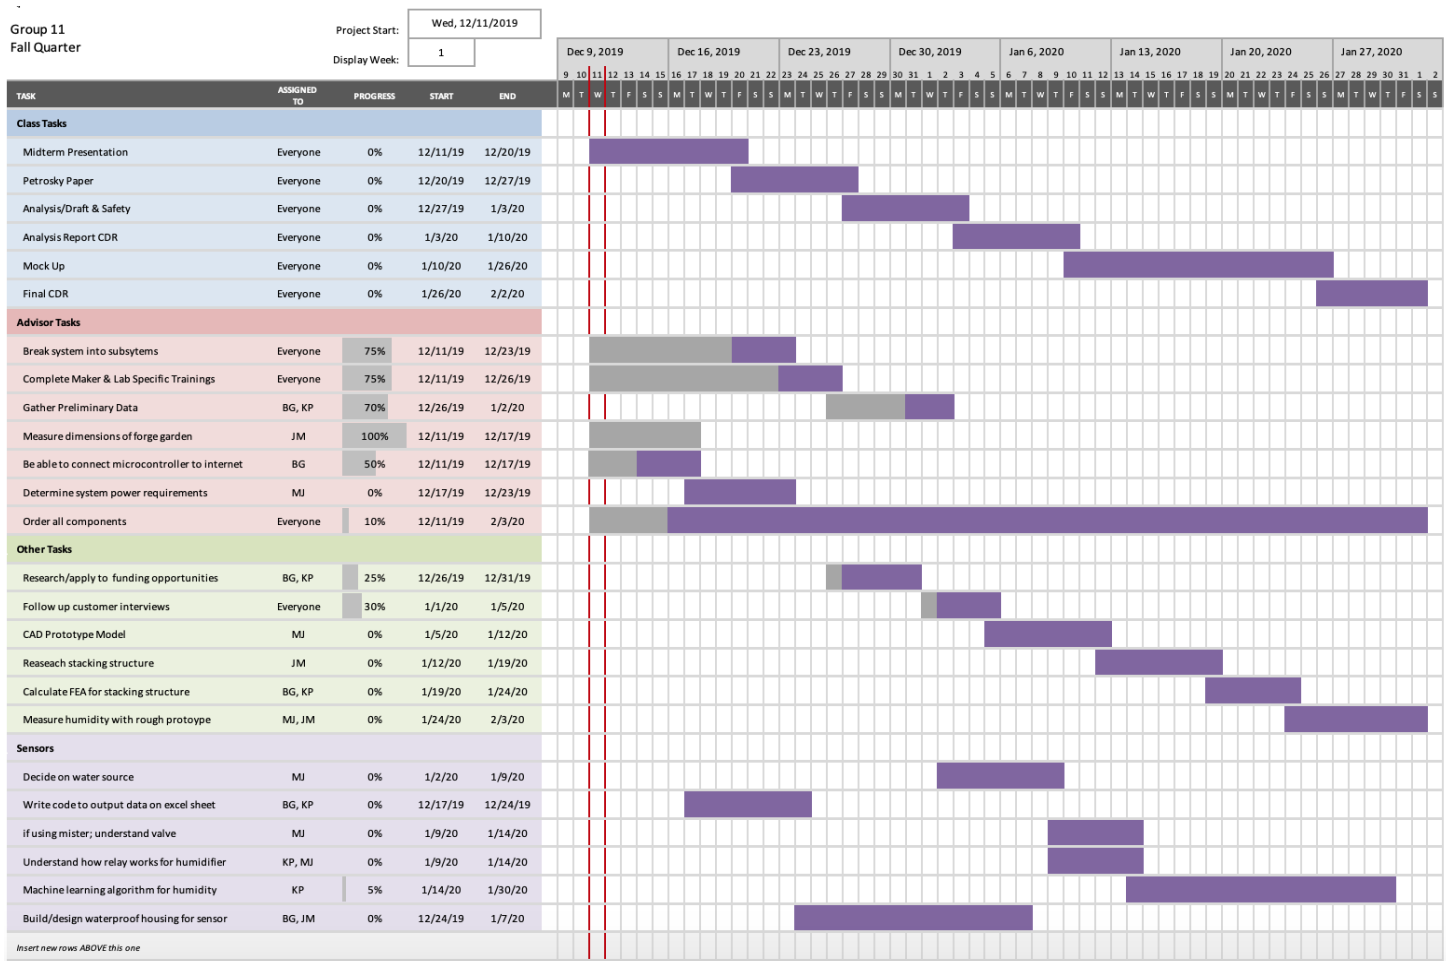 Group 11
Fall Quarter
Project Start: Wed, 12/11/2019
Display Week: 1
Dec 9, 2019 Dec 16, 2019 Dec 23, 2019 Dec 30, 2019 Jan 6, 2020 Jan 13, 2020 Jan 20, 2020 Jan 27, 2020
9 10 11 12 13 14 15 16 17 18 19 20 21 22 23 24 25 26 27 28 29 30 31 1 2 3 4 5 6 7 8 9 10 11 12 13 14 15 16 17 18 19 20 21 22 23 24 25 26 27 28 29 30 31 1 2
TASK ASSIGNED TO PROGRESS START END M T W T F S S M T W T F S S M T W T F S S M T W T F S S M T W T F S S M T W T F S S M T W T F S S M T W T F S S
Class Tasks
Midterm Presentation Everyone 0% 12/11/19 12/20/19
Petrosky Paper Everyone 0% 12/20/19 12/27/19
Analysis/Draft & Safety Everyone 0% 12/27/19 1/3/20
Analysis Report CDR Everyone 0% 1/3/20 1/10/20
Mock Up Everyone 0% 1/10/20 1/26/20
Final CDR Everyone 0% 1/26/20 2/2/20
Advisor Tasks
Break system into subsytems Everyone 75% 12/11/19 12/23/19
Complete Maker & Lab Specific Trainings Everyone 75% 12/11/19 12/26/19
Gather Preliminary Data BG, KP 70% 12/26/19 1/2/20
Measure dimensions of forge garden JM 100% 12/11/19 12/17/19
Be able to connect microcontroller to internet BG 50% 12/11/19 12/17/19
Determine system power requirements MJ 0% 12/17/19 12/23/19
Order all components Everyone 10% 12/11/19 2/3/20
Other Tasks
Research/apply to funding opportunities BG, KP 25% 12/26/19 12/31/19
Follow up customer interviews Everyone 30% 1/1/20 1/5/20
CAD Prototype Model MJ 0% 1/5/20 1/12/20
Reaseach stacking structure JM 0% 1/12/20 1/19/20
Calculate FEA for stacking structure BG, KP 0% 1/19/20 1/24/20
Measure humidity with rough protoype MJ, JM 0% 1/24/20 2/3/20
Sensors
Decide on water source MJ 0% 1/2/20 1/9/20
Write code to output data on excel sheet BG, KP 0% 12/17/19 12/24/19
if using mister; understand valve MJ 0% 1/9/20 1/14/20
Understand how relay works for humidifier KP, MJ 0% 1/9/20 1/14/20
Machine learning algorithm for humidity KP 5% 1/14/20 1/30/20
Build/design waterproof housing for sensor BG, JM 0% 12/24/19 1/7/20
Insert new rows ABOVE this one